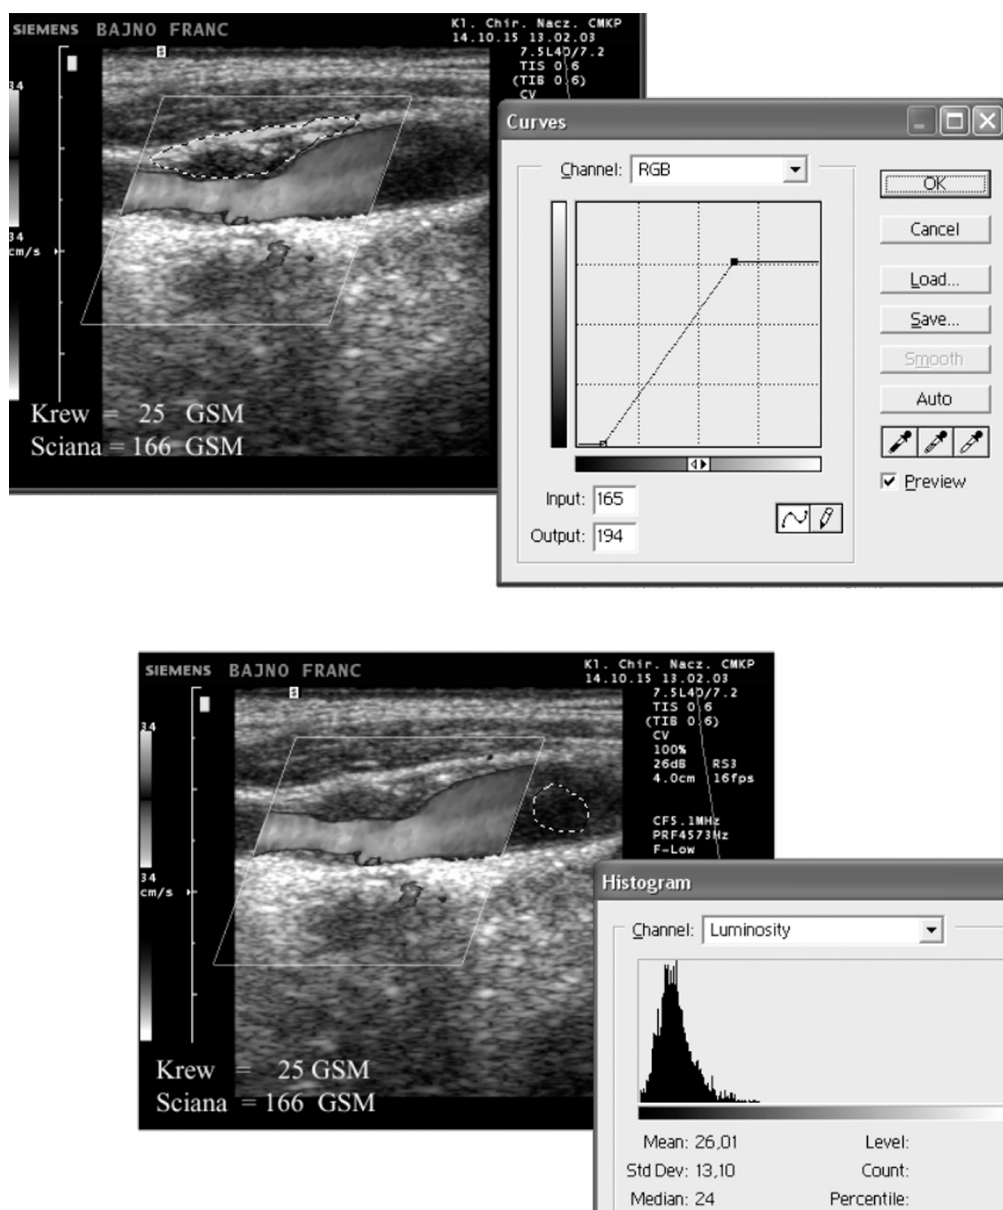 SIEMENS BAJNO FRANC
Kl. Chir. Nacz. CMKP
14.10.15 13.02.03
7.5L40/7.2
TIS 0.6
(TIB 0.6)
CV
S
34
34
cm/s
Krew = 25 GSM
Sciana = 166 GSM
Curves
Channel: RGB
OK
Cancel
Load...
Save...
Smooth
Auto
Preview
Input: 165
Output: 194
SIEMENS BAJNO FRANC
Kl. Chir. Nacz. CMKP
14.10.15 13.02.03
7.5L40/7.2
TIS 0.6
(TIB 0.6)
CV
100%
26dB RS3
4.0cm 16fps
CF5.1MHz
PRF4573Hz
F-Low
S
34
34
cm/s
Krew = 25 GSM
Sciana = 166 GSM
Histogram
Channel: Luminosity
Mean: 26,01 Level:
Std Dev: 13,10 Count:
Median: 24 Percentile: